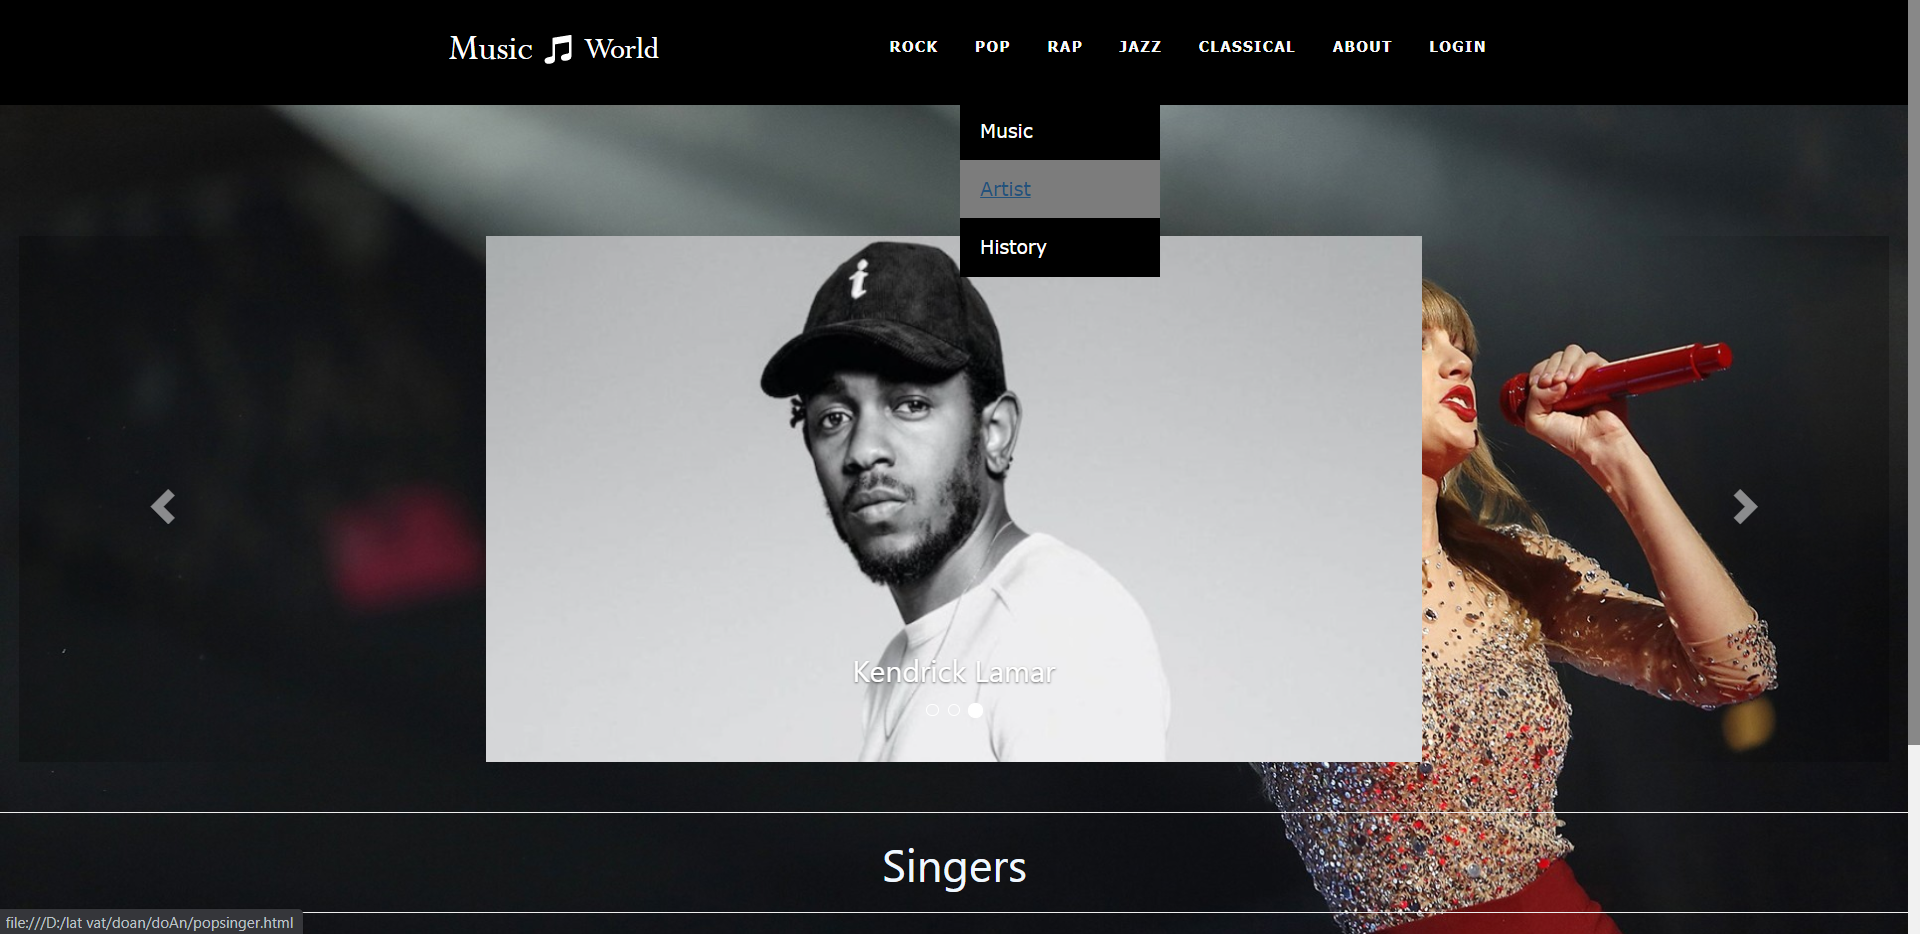 Music World
ROCK POP RAP JAZZ CLASSICAL ABOUT LOGIN
Music
Artist
History
i
Kendrick Lamar
Singers
file:///D:/lat vat/doan/doAn/popsinger.html